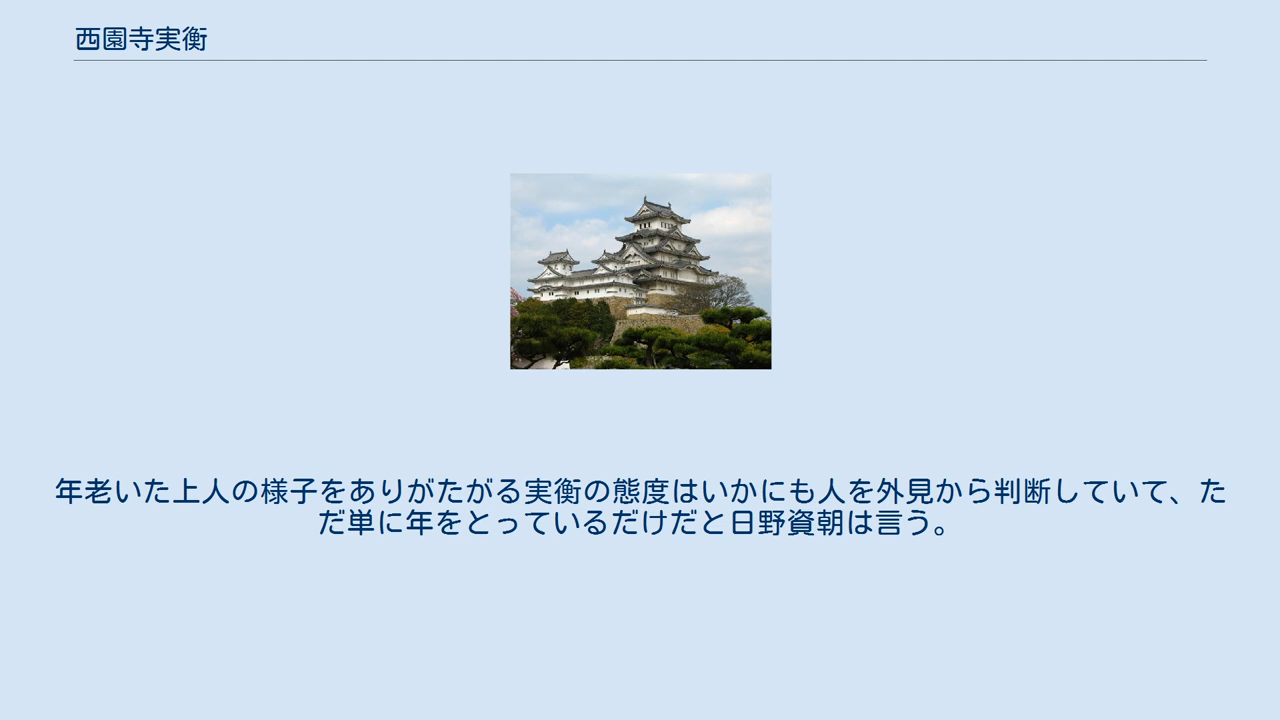 西園寺実衡
年老いた上人の様子をありがたがる実衡の態度はいかにも人を外見から判断していて、た
だ単に年をとっているだけだと日野資朝は言う。